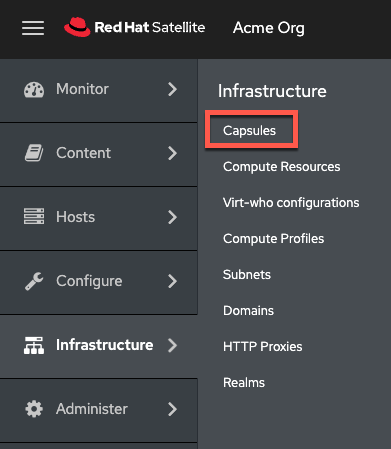 Red Hat Satellite Acme Org
Monitor
Content
Hosts
Configure
Infrastructure
Administer
Infrastructure
Capsules
Compute Resources
Virt-who configurations
Compute Profiles
Subnets
Domains
HTTP Proxies
Realms